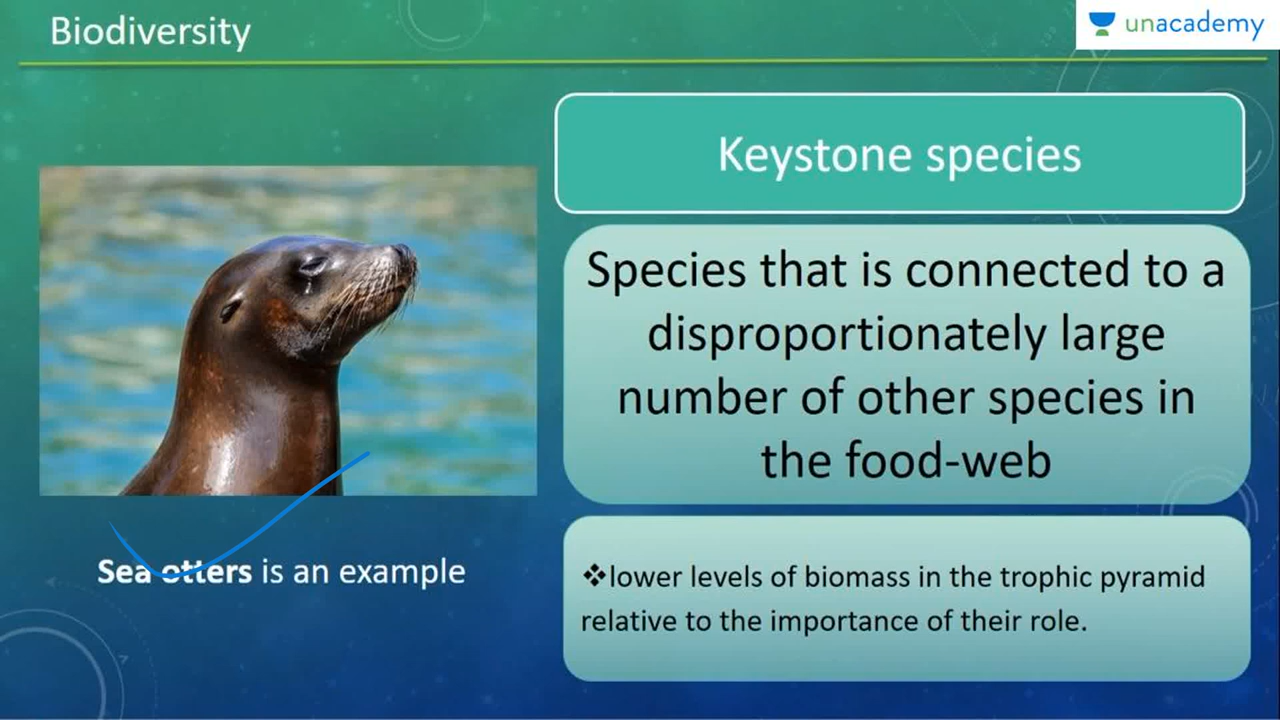 Biodiversity
unacademy
Keystone species
Species that is connected to a
disproportionately large
number of other species in
the food-web
Sea otters is an example
❖lower levels of biomass in the trophic pyramid
relative to the importance of their role.